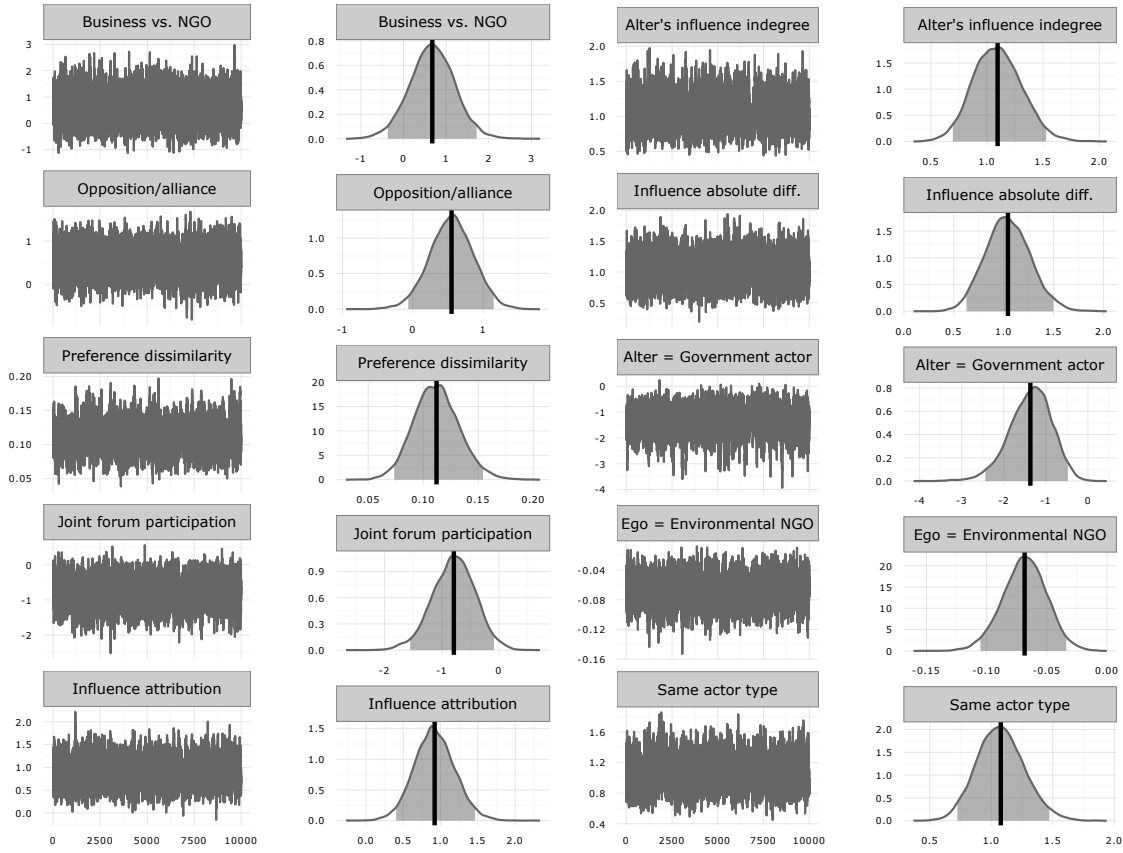 Business vs. NGO
3
2
1
0
-1
Business vs. NGO
0.8
0.6
0.4
0.2
0.0
-1 0 1 2 3
Alter's influence indegree
2.0
1.5
1.0
0.5
Alter's influence indegree
1.5
1.0
0.5
0.0
0.5 1.0 1.5 2.0
Opposition/alliance
1
0
Opposition/alliance
1.0
0.5
0.0
-1 0 1
Influence absolute diff.
2.0
1.5
1.0
0.5
Influence absolute diff.
1.5
1.0
0.5
0.0
0.0 0.5 1.0 1.5 2.0
Preference dissimilarity
0.20
0.15
0.10
0.05
Preference dissimilarity
20
15
10
5
0
0.05 0.10 0.15 0.20
Alter = Government actor
0
-1
-2
-3
-4
Alter = Government actor
0.8
0.6
0.4
0.2
0.0
-4 -3 -2 -1 0
Joint forum participation
0
-1
-2
Joint forum participation
0.9
0.6
0.3
0.0
-2 -1 0
Ego = Environmental NGO
-0.04
-0.08
-0.12
-0.16
Ego = Environmental NGO
20
15
10
5
0
-0.15 -0.10 -0.05 0.00
Influence attribution
2.0
1.5
1.0
0.5
0.0
0 2500 5000 7500 10000
Influence attribution
1.5
1.0
0.5
0.0
0.0 0.5 1.0 1.5 2.0
Same actor type
1.6
1.2
0.8
0.4
0 2500 5000 7500 10000
Same actor type
2.0
1.5
1.0
0.5
0.0
0.5 1.0 1.5 2.0